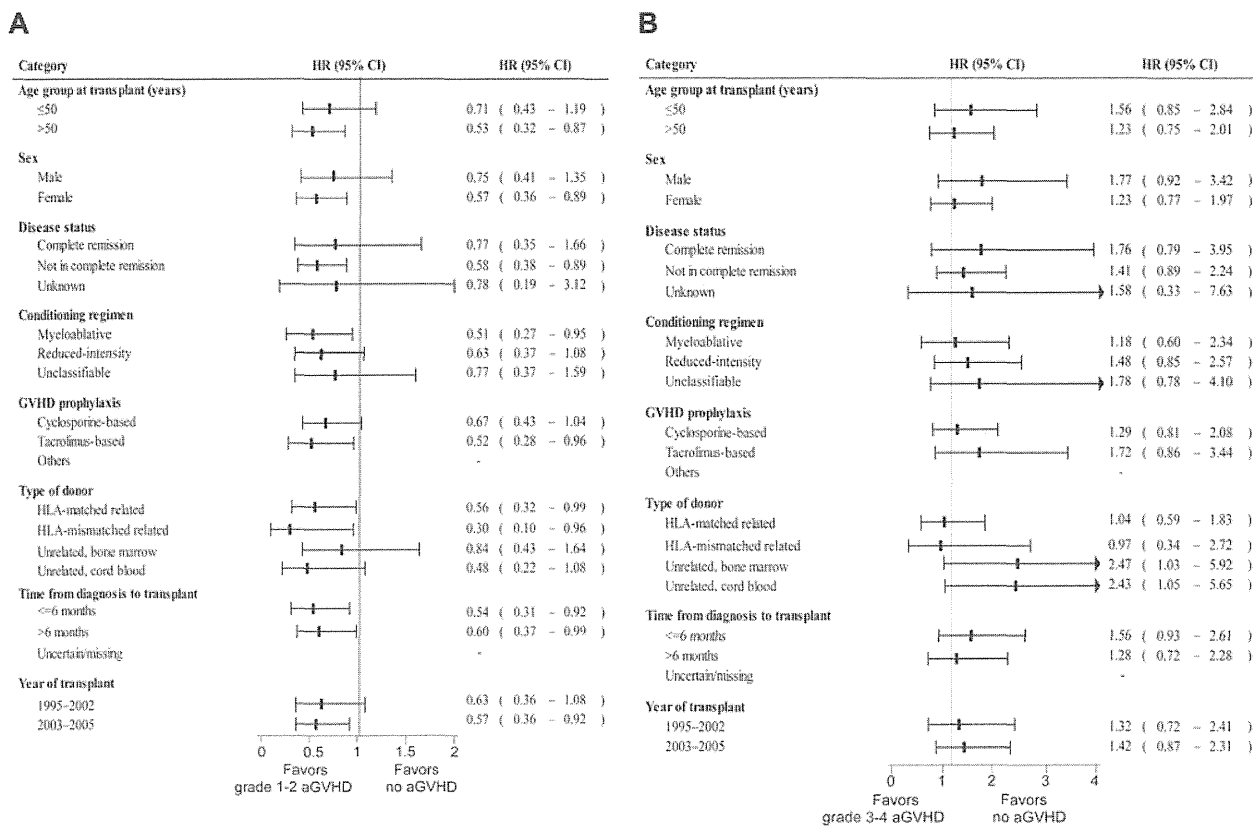 A
Category HR (95% CI) HR (95% CI)
Age group at transplant (years)
≤50 0.71 ( 0.43 – 1.19 )
>50 0.53 ( 0.32 – 0.87 )
Sex
Male 0.75 ( 0.41 – 1.35 )
Female 0.57 ( 0.36 – 0.89 )
Disease status
Complete remission 0.77 ( 0.35 – 1.66 )
Not in complete remission 0.58 ( 0.38 – 0.89 )
Unknown 0.78 ( 0.19 – 3.12 )
Conditioning regimen
Myeloablative 0.51 ( 0.27 – 0.95 )
Reduced-intensity 0.63 ( 0.37 – 1.08 )
Unclassifiable 0.77 ( 0.37 – 1.59 )
GVHD prophylaxis
Cyclosporine-based 0.67 ( 0.43 – 1.04 )
Tacrolimus-based 0.52 ( 0.28 – 0.96 )
Others -
Type of donor
HLA-matched related 0.56 ( 0.32 – 0.99 )
HLA-mismatched related 0.30 ( 0.10 – 0.96 )
Unrelated, bone marrow 0.84 ( 0.43 – 1.64 )
Unrelated, cord blood 0.48 ( 0.22 – 1.08 )
Time from diagnosis to transplant
<=6 months 0.54 ( 0.31 – 0.92 )
>6 months 0.60 ( 0.37 – 0.99 )
Uncertain/missing -
Year of transplant
1995–2002 0.63 ( 0.36 – 1.08 )
2003–2005 0.57 ( 0.36 – 0.92 )
0 0.5 1 1.5 2
Favors Favors
grade 1-2 aGVHD no aGVHD
B
Category HR (95% CI) HR (95% CI)
Age group at transplant (years)
≤50 1.56 ( 0.85 – 2.84 )
>50 1.23 ( 0.75 – 2.01 )
Sex
Male 1.77 ( 0.92 – 3.42 )
Female 1.23 ( 0.77 – 1.97 )
Disease status
Complete remission 1.76 ( 0.79 – 3.95 )
Not in complete remission 1.41 ( 0.89 – 2.24 )
Unknown 1.58 ( 0.33 – 7.63 )
Conditioning regimen
Myeloablative 1.18 ( 0.60 – 2.34 )
Reduced-intensity 1.48 ( 0.85 – 2.57 )
Unclassifiable 1.78 ( 0.78 – 4.10 )
GVHD prophylaxis
Cyclosporine-based 1.29 ( 0.81 – 2.08 )
Tacrolimus-based 1.72 ( 0.86 – 3.44 )
Others -
Type of donor
HLA-matched related 1.04 ( 0.59 – 1.83 )
HLA-mismatched related 0.97 ( 0.34 – 2.72 )
Unrelated, bone marrow 2.47 ( 1.03 – 5.92 )
Unrelated, cord blood 2.43 ( 1.05 – 5.65 )
Time from diagnosis to transplant
<=6 months 1.56 ( 0.93 – 2.61 )
>6 months 1.28 ( 0.72 – 2.28 )
Uncertain/missing -
Year of transplant
1995–2002 1.32 ( 0.72 – 2.41 )
2003–2005 1.42 ( 0.87 – 2.31 )
0 1 2 3 4
Favors Favors
grade 3-4 aGVHD no aGVHD